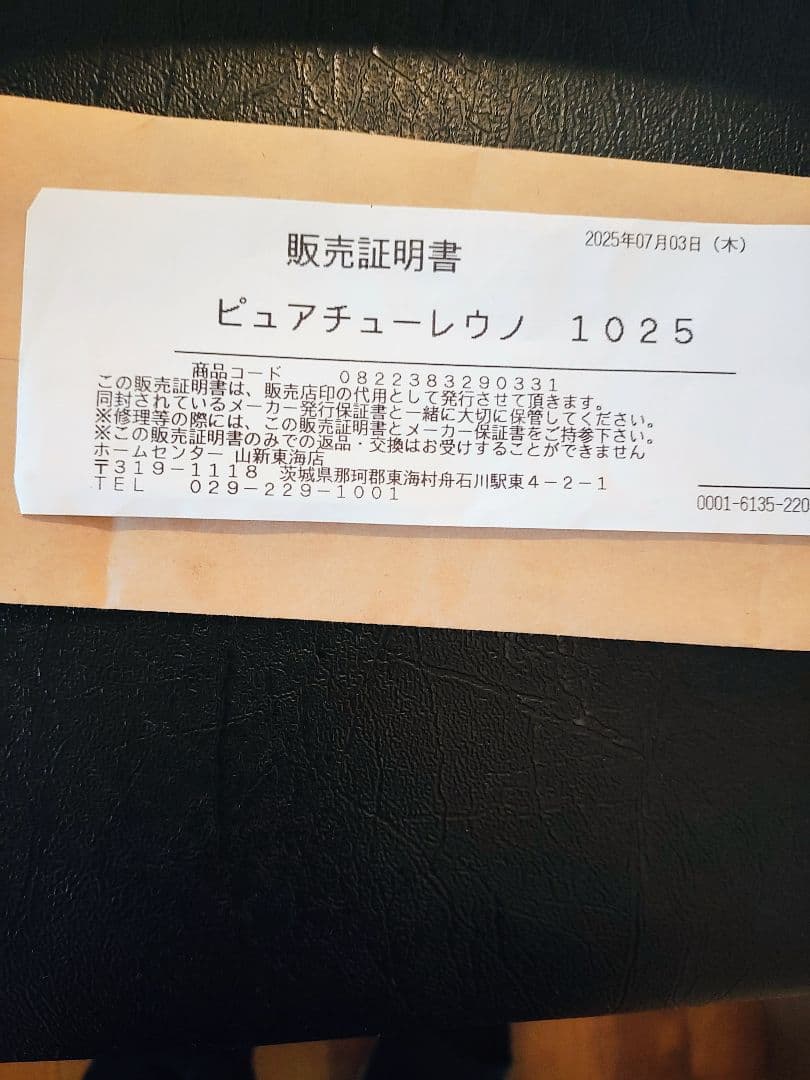 2025年07月03日（木）
販売証明書
ピュアチューレウノ　１０２５
商品コード　　０８２２３８３２９０３３１
この販売証明書は、販売店印の代用として発行させて頂きます。
同封されているメーカー発行保証書と一緒に大切に保管してください。
※修理等の際には、この販売証明書とメーカー保証書をご持参下さい。
※この販売証明書のみでの返品・交換はお受けすることができません
ホームセンター 山新東海店
〒３１９－１１１８　茨城県那珂郡東海村舟石川駅東４－２－１
ＴＥＬ　　０２９－２２９－１００１
0001-6135-220